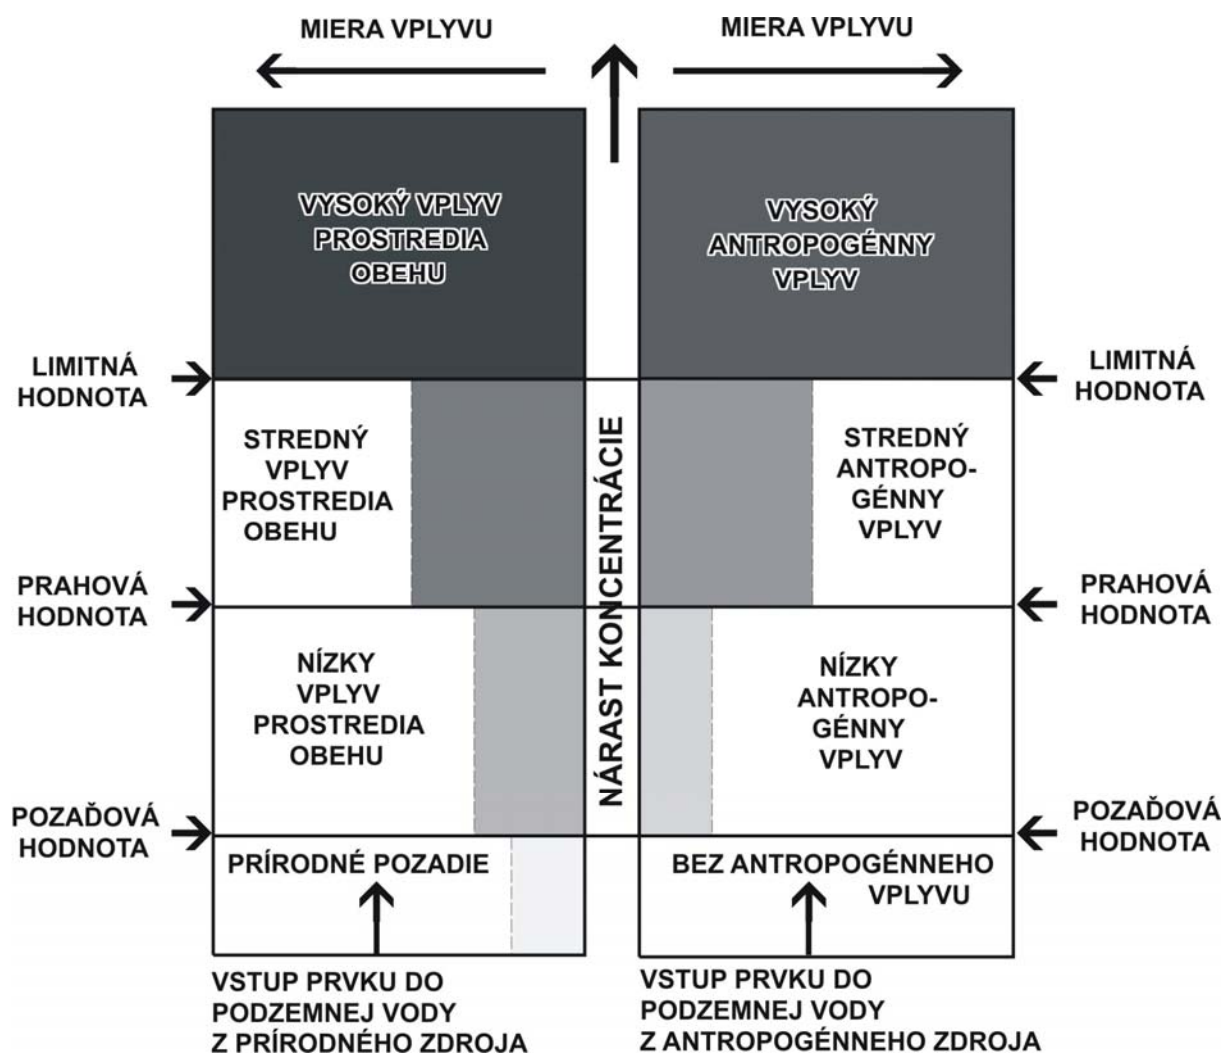 MIERA VPLYVU
MIERA VPLYVU
VYSOKÝ VPLYV
PROSTREDIA
OBEHU
VYSOKÝ
ANTROPOGÉNNY
VPLYV
LIMITNÁ
HODNOTA
LIMITNÁ
HODNOTA
STREDNÝ
VPLYV
PROSTREDIA
OBEHU
NÁRAST KONCENTRÁCIE
STREDNÝ
ANTROPO-
GÉNNY
VPLYV
PRAHOVÁ
HODNOTA
PRAHOVÁ
HODNOTA
NÍZKY
VPLYV
PROSTREDIA
OBEHU
NÍZKY
ANTROPO-
GÉNNY
VPLYV
POZAĎOVÁ
HODNOTA
POZAĎOVÁ
HODNOTA
PRÍRODNÉ POZADIE
BEZ ANTROPOGÉNNEHO
VPLYVU
VSTUP PRVKU DO
PODZEMNEJ VODY
Z PRÍRODNÉHO ZDROJA
VSTUP PRVKU DO
PODZEMNEJ VODY
Z ANTROPOGÉNNEHO ZDROJA